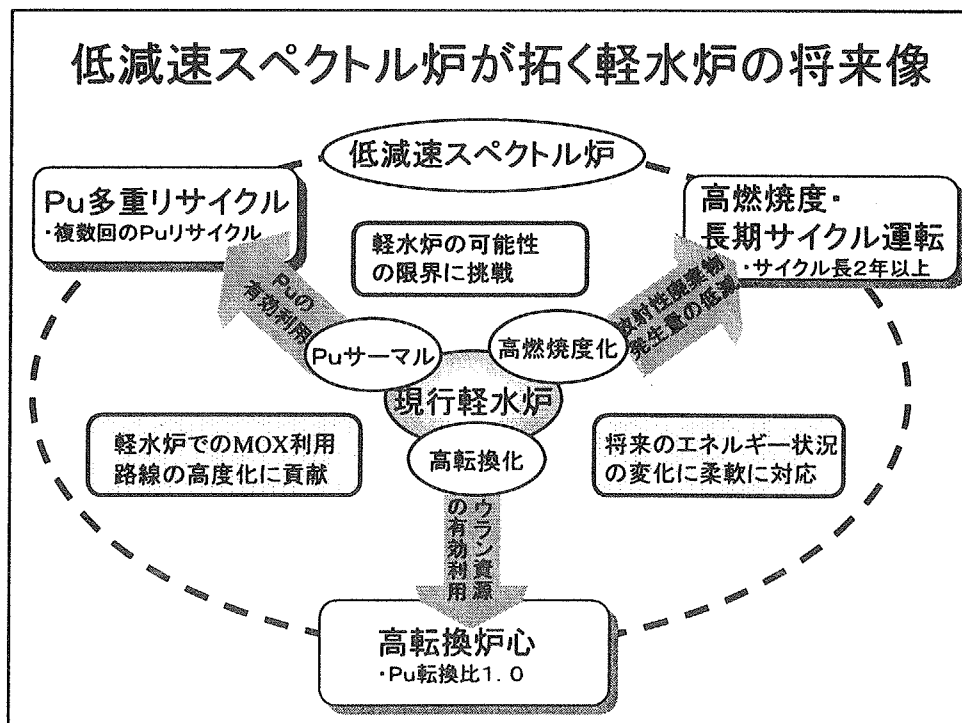 低減速スペクトル炉が拓く軽水炉の将来像
低減速スペクトル炉
Pu多重リサイクル
・複数回のPuリサイクル
高燃焼度・
長期サイクル運転
・サイクル長2年以上
軽水炉の可能性
の限界に挑戦
Puの
有効利用
放射性廃棄物
発生量の低減
Puサーマル
高燃焼度化
現行軽水炉
高転換化
軽水炉でのMOX利用
路線の高度化に貢献
将来のエネルギー状況
の変化に柔軟に対応
ウラン資源
の有効利用
高転換炉心
・Pu転換比1.0